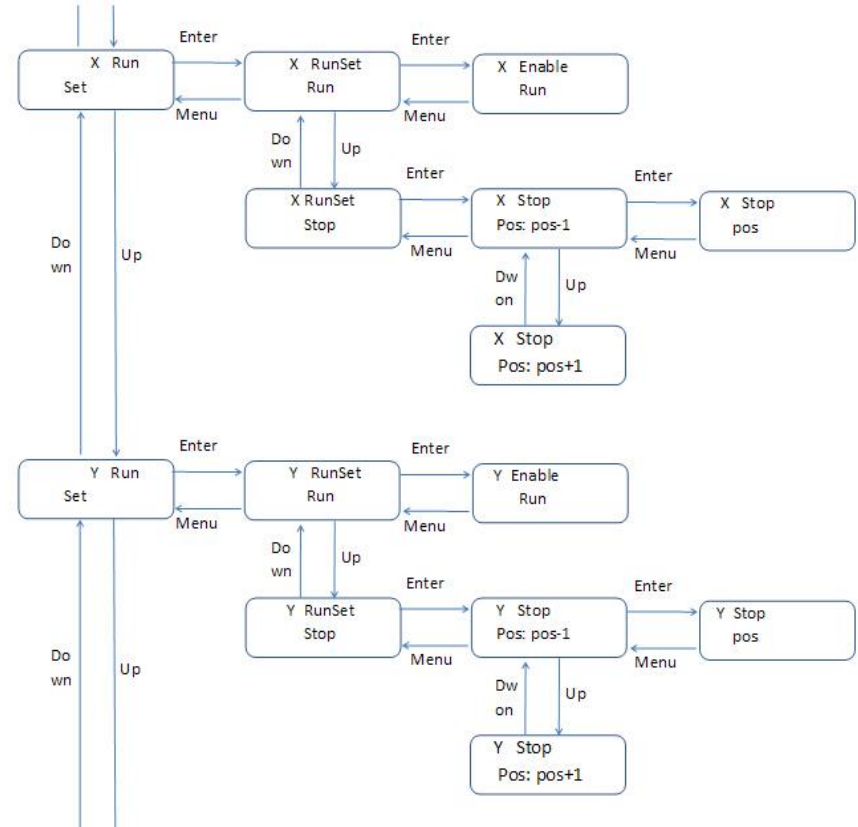 Enter
Enter
X Run
Set
X RunSet
Run
X Enable
Run
Menu
Menu
Do
wn
Up
Enter
Enter
X RunSet
Stop
X Stop
Pos: pos-1
X Stop
pos
Do
wn
Up
Menu
Menu
Dw
on
Up
X Stop
Pos: pos+1
Enter
Enter
Y Run
Set
Y RunSet
Run
Y Enable
Run
Menu
Menu
Do
wn
Up
Enter
Enter
Y RunSet
Stop
Y Stop
Pos: pos-1
Y Stop
pos
Do
wn
Up
Menu
Menu
Dw
on
Up
Y Stop
Pos: pos+1